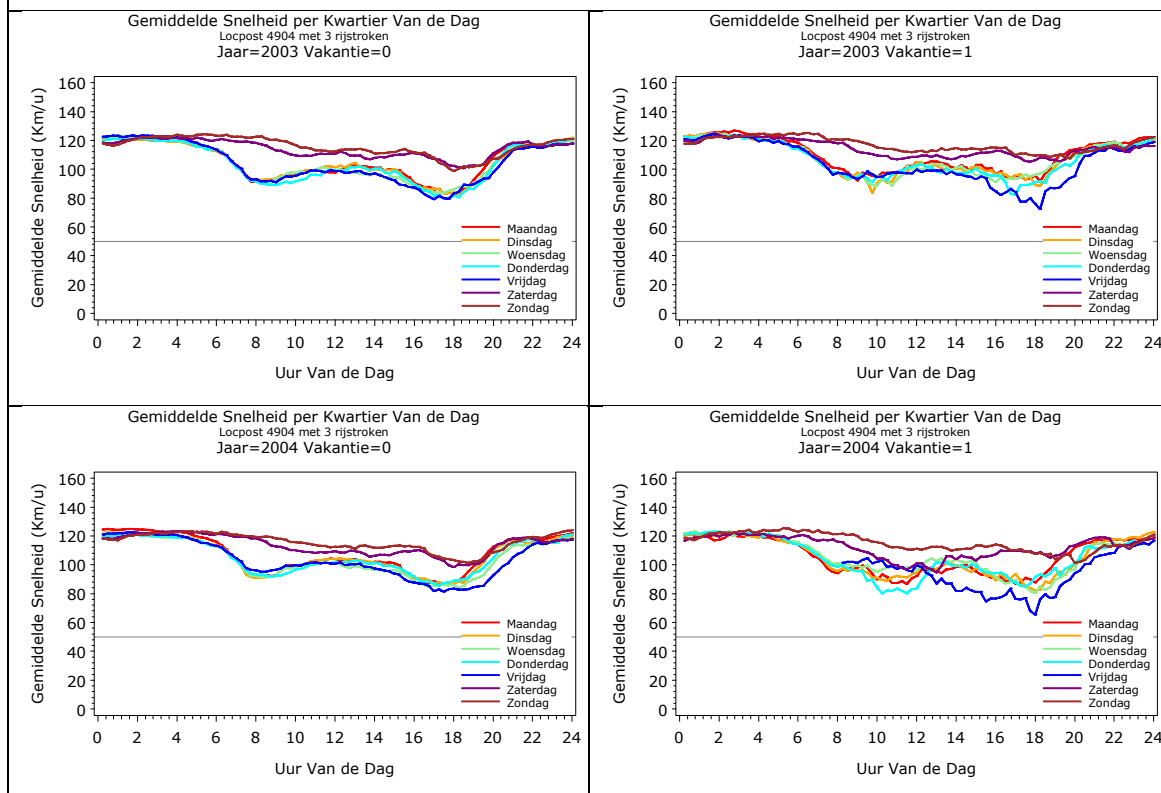 Gemiddelde Snelheid per Kwartier Van de Dag
Locpost 4904 met 3 rijstroken
Jaar=2003 Vakantie=0
Gemiddelde Snelheid (Km/u)
160
140
120
100
80
60
40
20
0
Maandag
Dinsdag
Woensdag
Donderdag
Vrijdag
Zaterdag
Zondag
0 2 4 6 8 10 12 14 16 18 20 22 24
Uur Van de Dag
Gemiddelde Snelheid per Kwartier Van de Dag
Locpost 4904 met 3 rijstroken
Jaar=2003 Vakantie=1
Gemiddelde Snelheid (Km/u)
160
140
120
100
80
60
40
20
0
Maandag
Dinsdag
Woensdag
Donderdag
Vrijdag
Zaterdag
Zondag
0 2 4 6 8 10 12 14 16 18 20 22 24
Uur Van de Dag
Gemiddelde Snelheid per Kwartier Van de Dag
Locpost 4904 met 3 rijstroken
Jaar=2004 Vakantie=0
Gemiddelde Snelheid (Km/u)
160
140
120
100
80
60
40
20
0
Maandag
Dinsdag
Woensdag
Donderdag
Vrijdag
Zaterdag
Zondag
0 2 4 6 8 10 12 14 16 18 20 22 24
Uur Van de Dag
Gemiddelde Snelheid per Kwartier Van de Dag
Locpost 4904 met 3 rijstroken
Jaar=2004 Vakantie=1
Gemiddelde Snelheid (Km/u)
160
140
120
100
80
60
40
20
0
Maandag
Dinsdag
Woensdag
Donderdag
Vrijdag
Zaterdag
Zondag
0 2 4 6 8 10 12 14 16 18 20 22 24
Uur Van de Dag